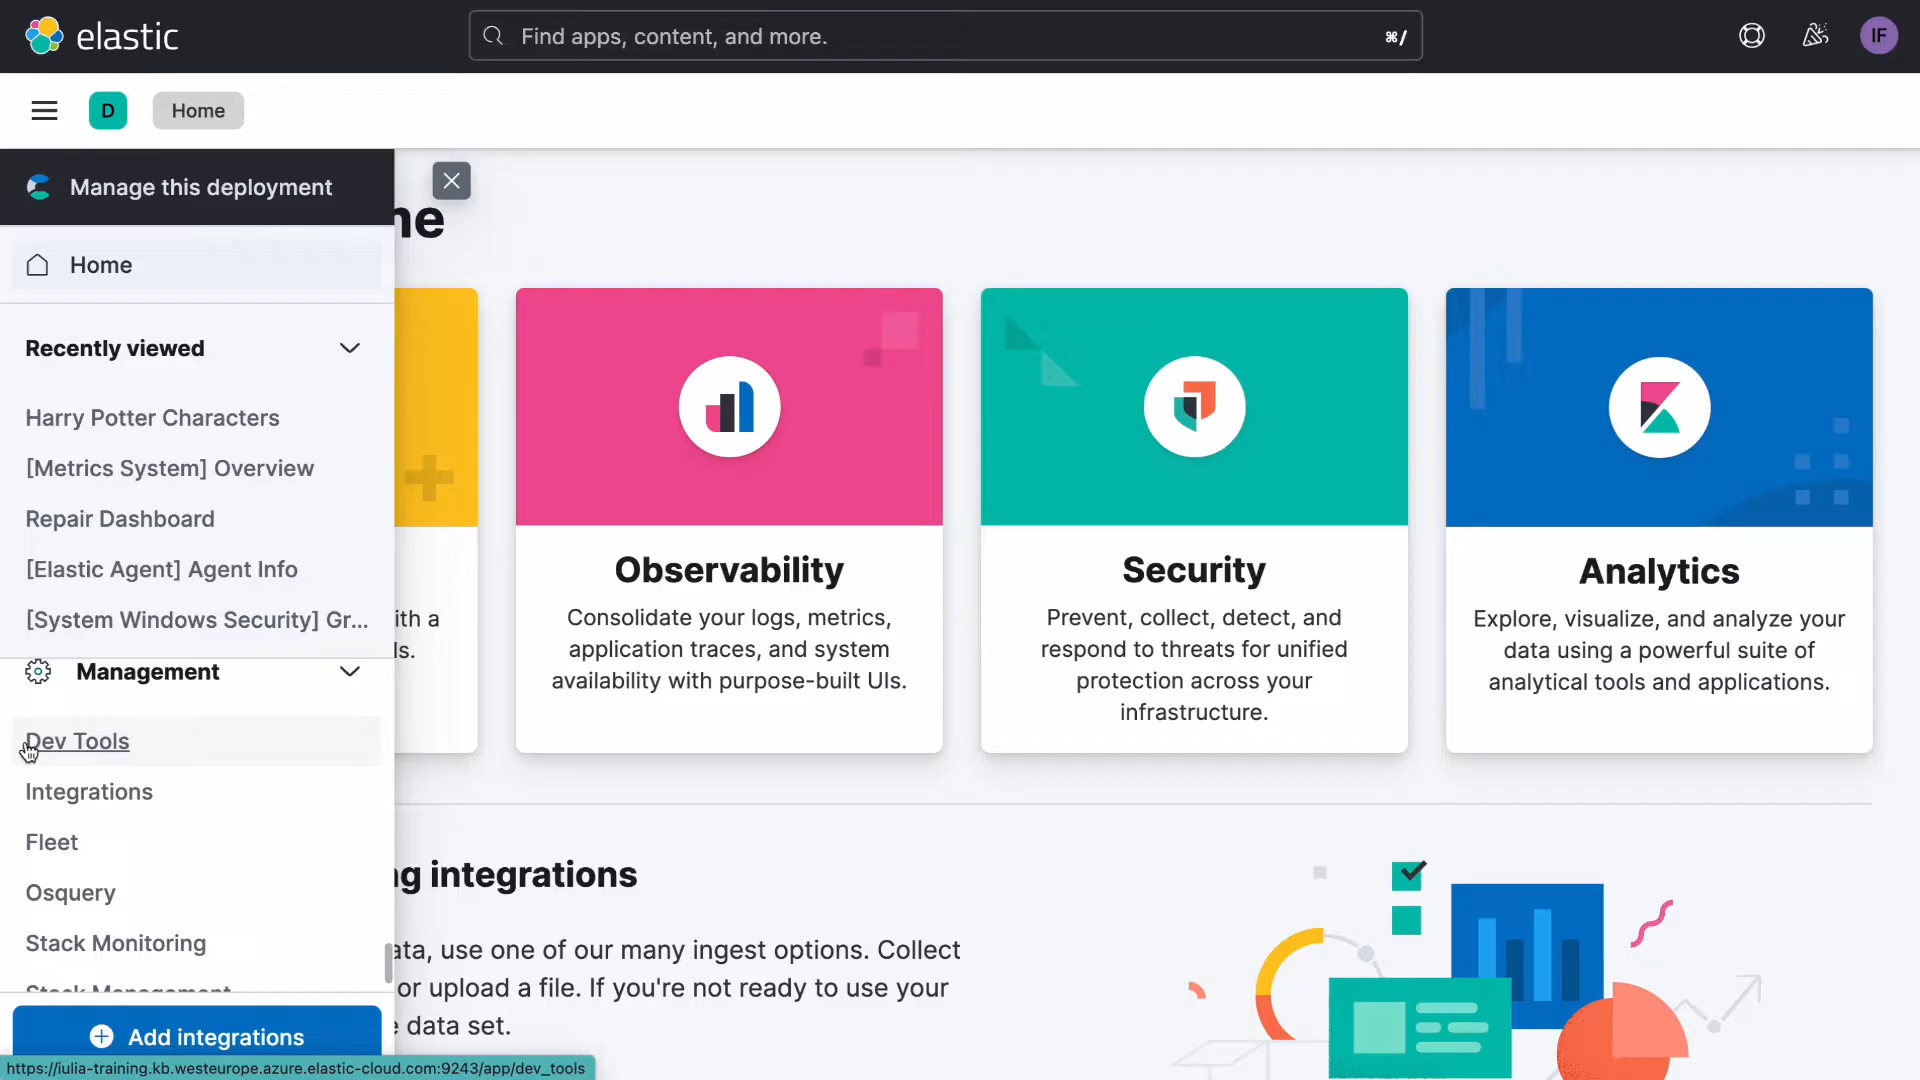 elastic
Find apps, content, and more.
⌘/
IF
D
Home
Manage this deployment
Home
Recently viewed
Harry Potter Characters
[Metrics System] Overview
Repair Dashboard
[Elastic Agent] Agent Info
[System Windows Security] Gr...
Management
Dev Tools
Integrations
Fleet
Osquery
Stack Monitoring
Stack Management
Add integrations
me
ith a
ls.
Observability
Consolidate your logs, metrics,
application traces, and system
availability with purpose-built UIs.
Security
Prevent, collect, detect, and
respond to threats for unified
protection across your
infrastructure.
Analytics
Explore, visualize, and analyze your
data using a powerful suite of
analytical tools and applications.
ng integrations
ata, use one of our many ingest options. Collect
or upload a file. If you're not ready to use your
e data set.
https://iulia-training.kb.westeurope.azure.elastic-cloud.com:9243/app/dev_tools